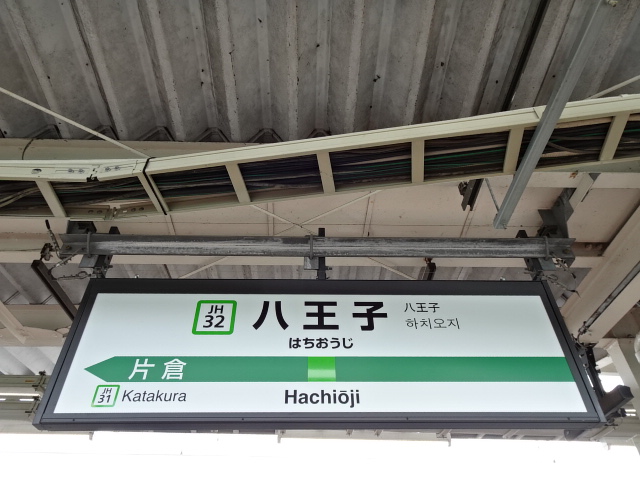 JH
32
八王子
八王子
하치오지
はちおうじ
片倉
JH
31
Katakura
Hachiōji